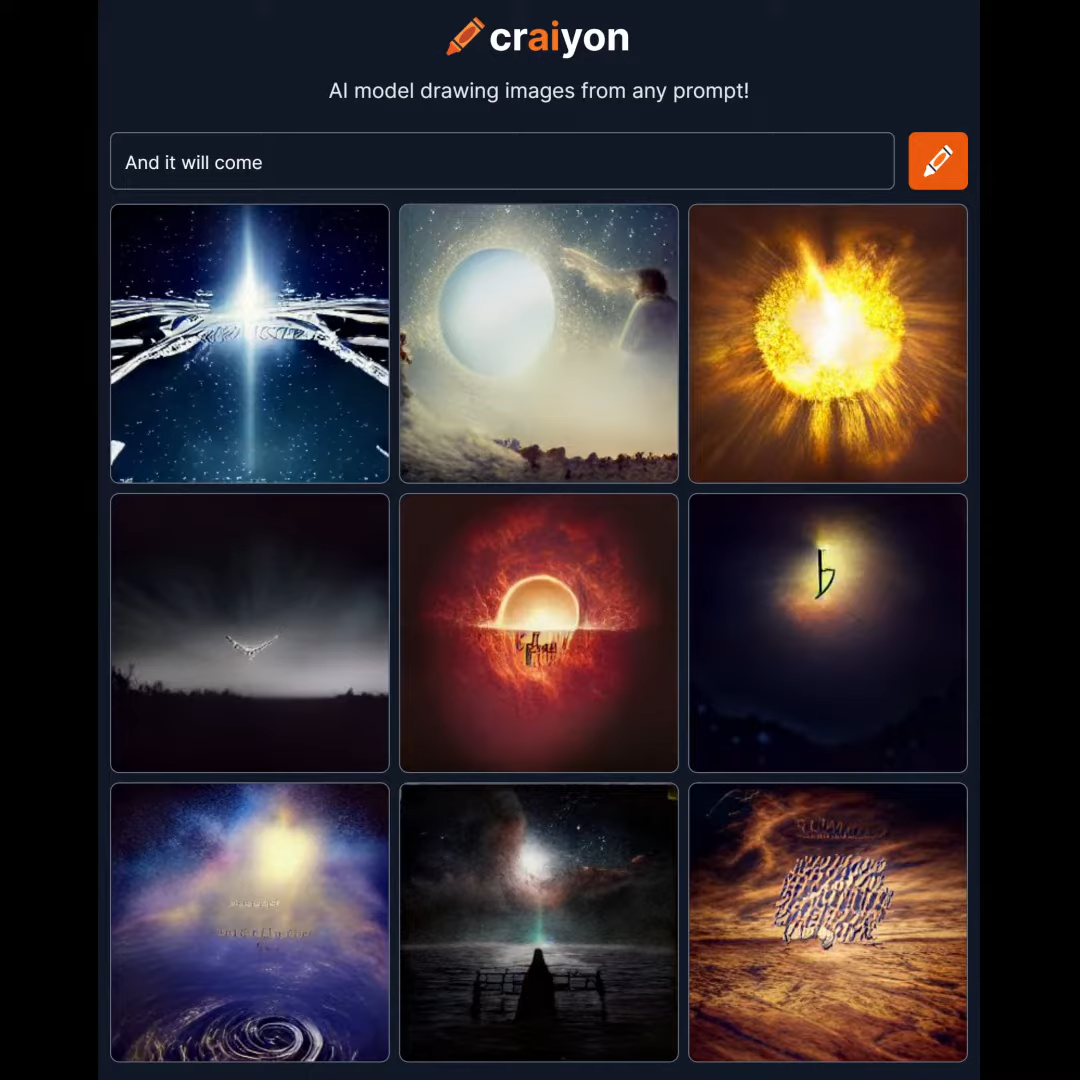 craiyon
AI model drawing images from any prompt!
And it will come